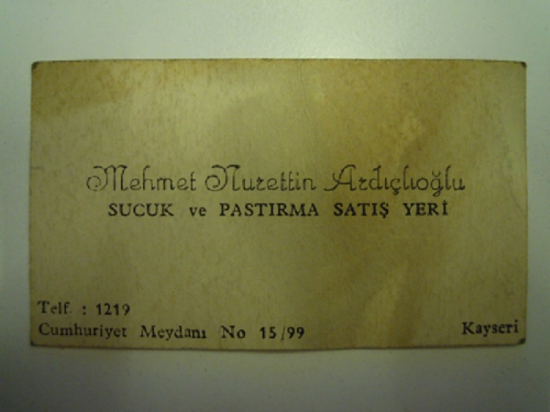 Mehmet Nurettin Ardıçlıoğlu
SUCUK ve PASTIRMA SATIŞ YERİ
Telf. : 1219
Cumhuriyet Meydanı No 15/99 Kayseri